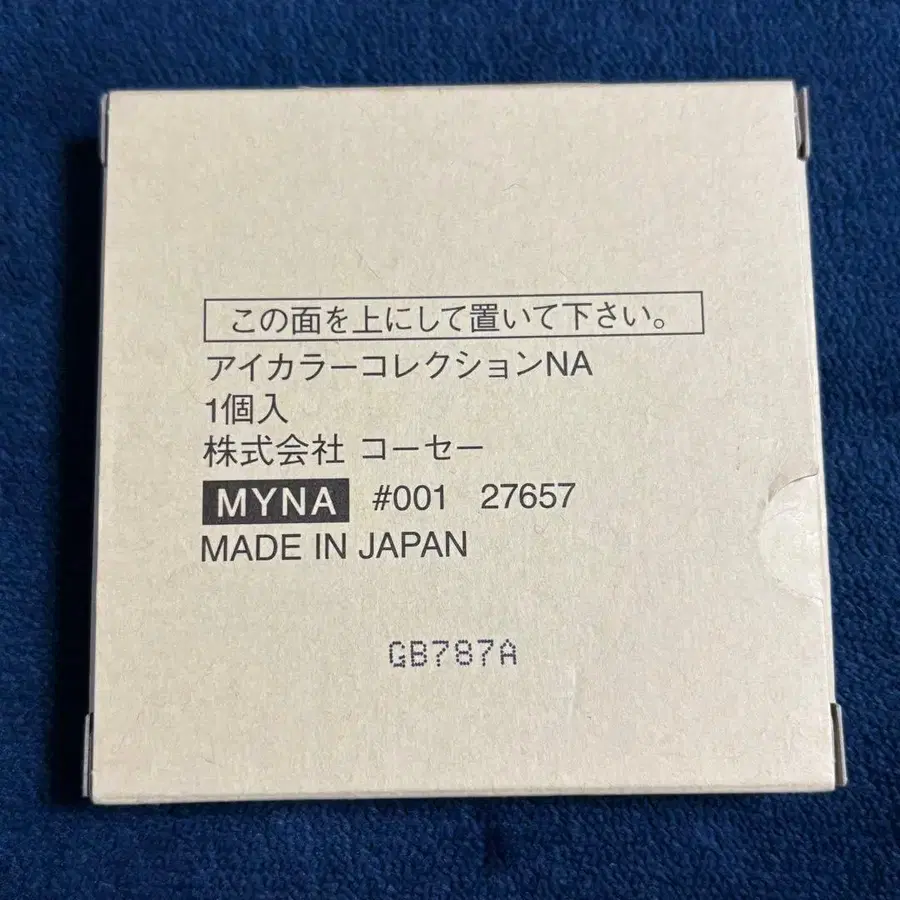 この面を上にして置いて下さい。
アイカラーコレクションNA
1個入
株式会社 コーセー
MYNA #001 27657
MADE IN JAPAN
GB787A